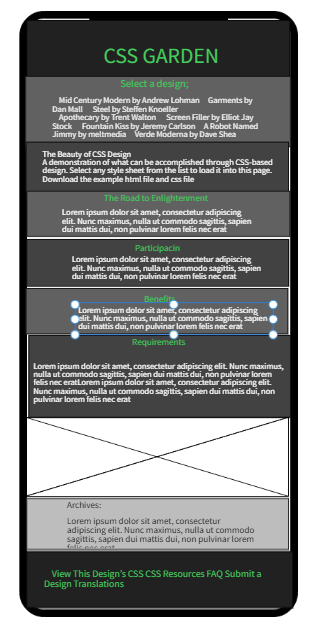 CSS GARDEN
Select a design;
Mid Century Modern by Andrew Lohman Garments by
Dan Mall Steel by Steffen Knoeller
Apothecary by Trent Walton Screen Filler by Elliot Jay
Stock Fountain Kiss by Jeremy Carlson A Robot Named
Jimmy by meltmedia Verde Moderna by Dave Shea
The Beauty of CSS Design
A demonstration of what can be accomplished through CSS-based
design. Select any style sheet from the list to load it into this page.
Download the example html file and css file
The Road to Enlightenment
Lorem ipsum dolor sit amet, consectetur adipiscing
elit. Nunc maximus, nulla ut commodo sagittis, sapien
dui mattis dui, non pulvinar lorem felis nec erat
Participacin
Lorem ipsum dolor sit amet, consectetur adipiscing
elit. Nunc maximus, nulla ut commodo sagittis, sapien
dui mattis dui, non pulvinar lorem felis nec erat
Benefits
Lorem ipsum dolor sit amet, consectetur adipiscing
elit. Nunc maximus, nulla ut commodo sagittis, sapien
dui mattis dui, non pulvinar lorem felis nec erat
Requirements
Lorem ipsum dolor sit amet, consectetur adipiscing elit. Nunc maximus,
nulla ut commodo sagittis, sapien dui mattis dui, non pulvinar lorem
felis nec eratLorem ipsum dolor sit amet, consectetur adipiscing elit.
Nunc maximus, nulla ut commodo sagittis, sapien dui mattis dui, non
pulvinar lorem felis nec erat
Archives:
Lorem ipsum dolor sit amet, consectetur
adipiscing elit. Nunc maximus, nulla ut commodo
sagittis, sapien dui mattis dui, non pulvinar lorem
felis nec erat
View This Design's CSS CSS Resources FAQ Submit a
Design Translations